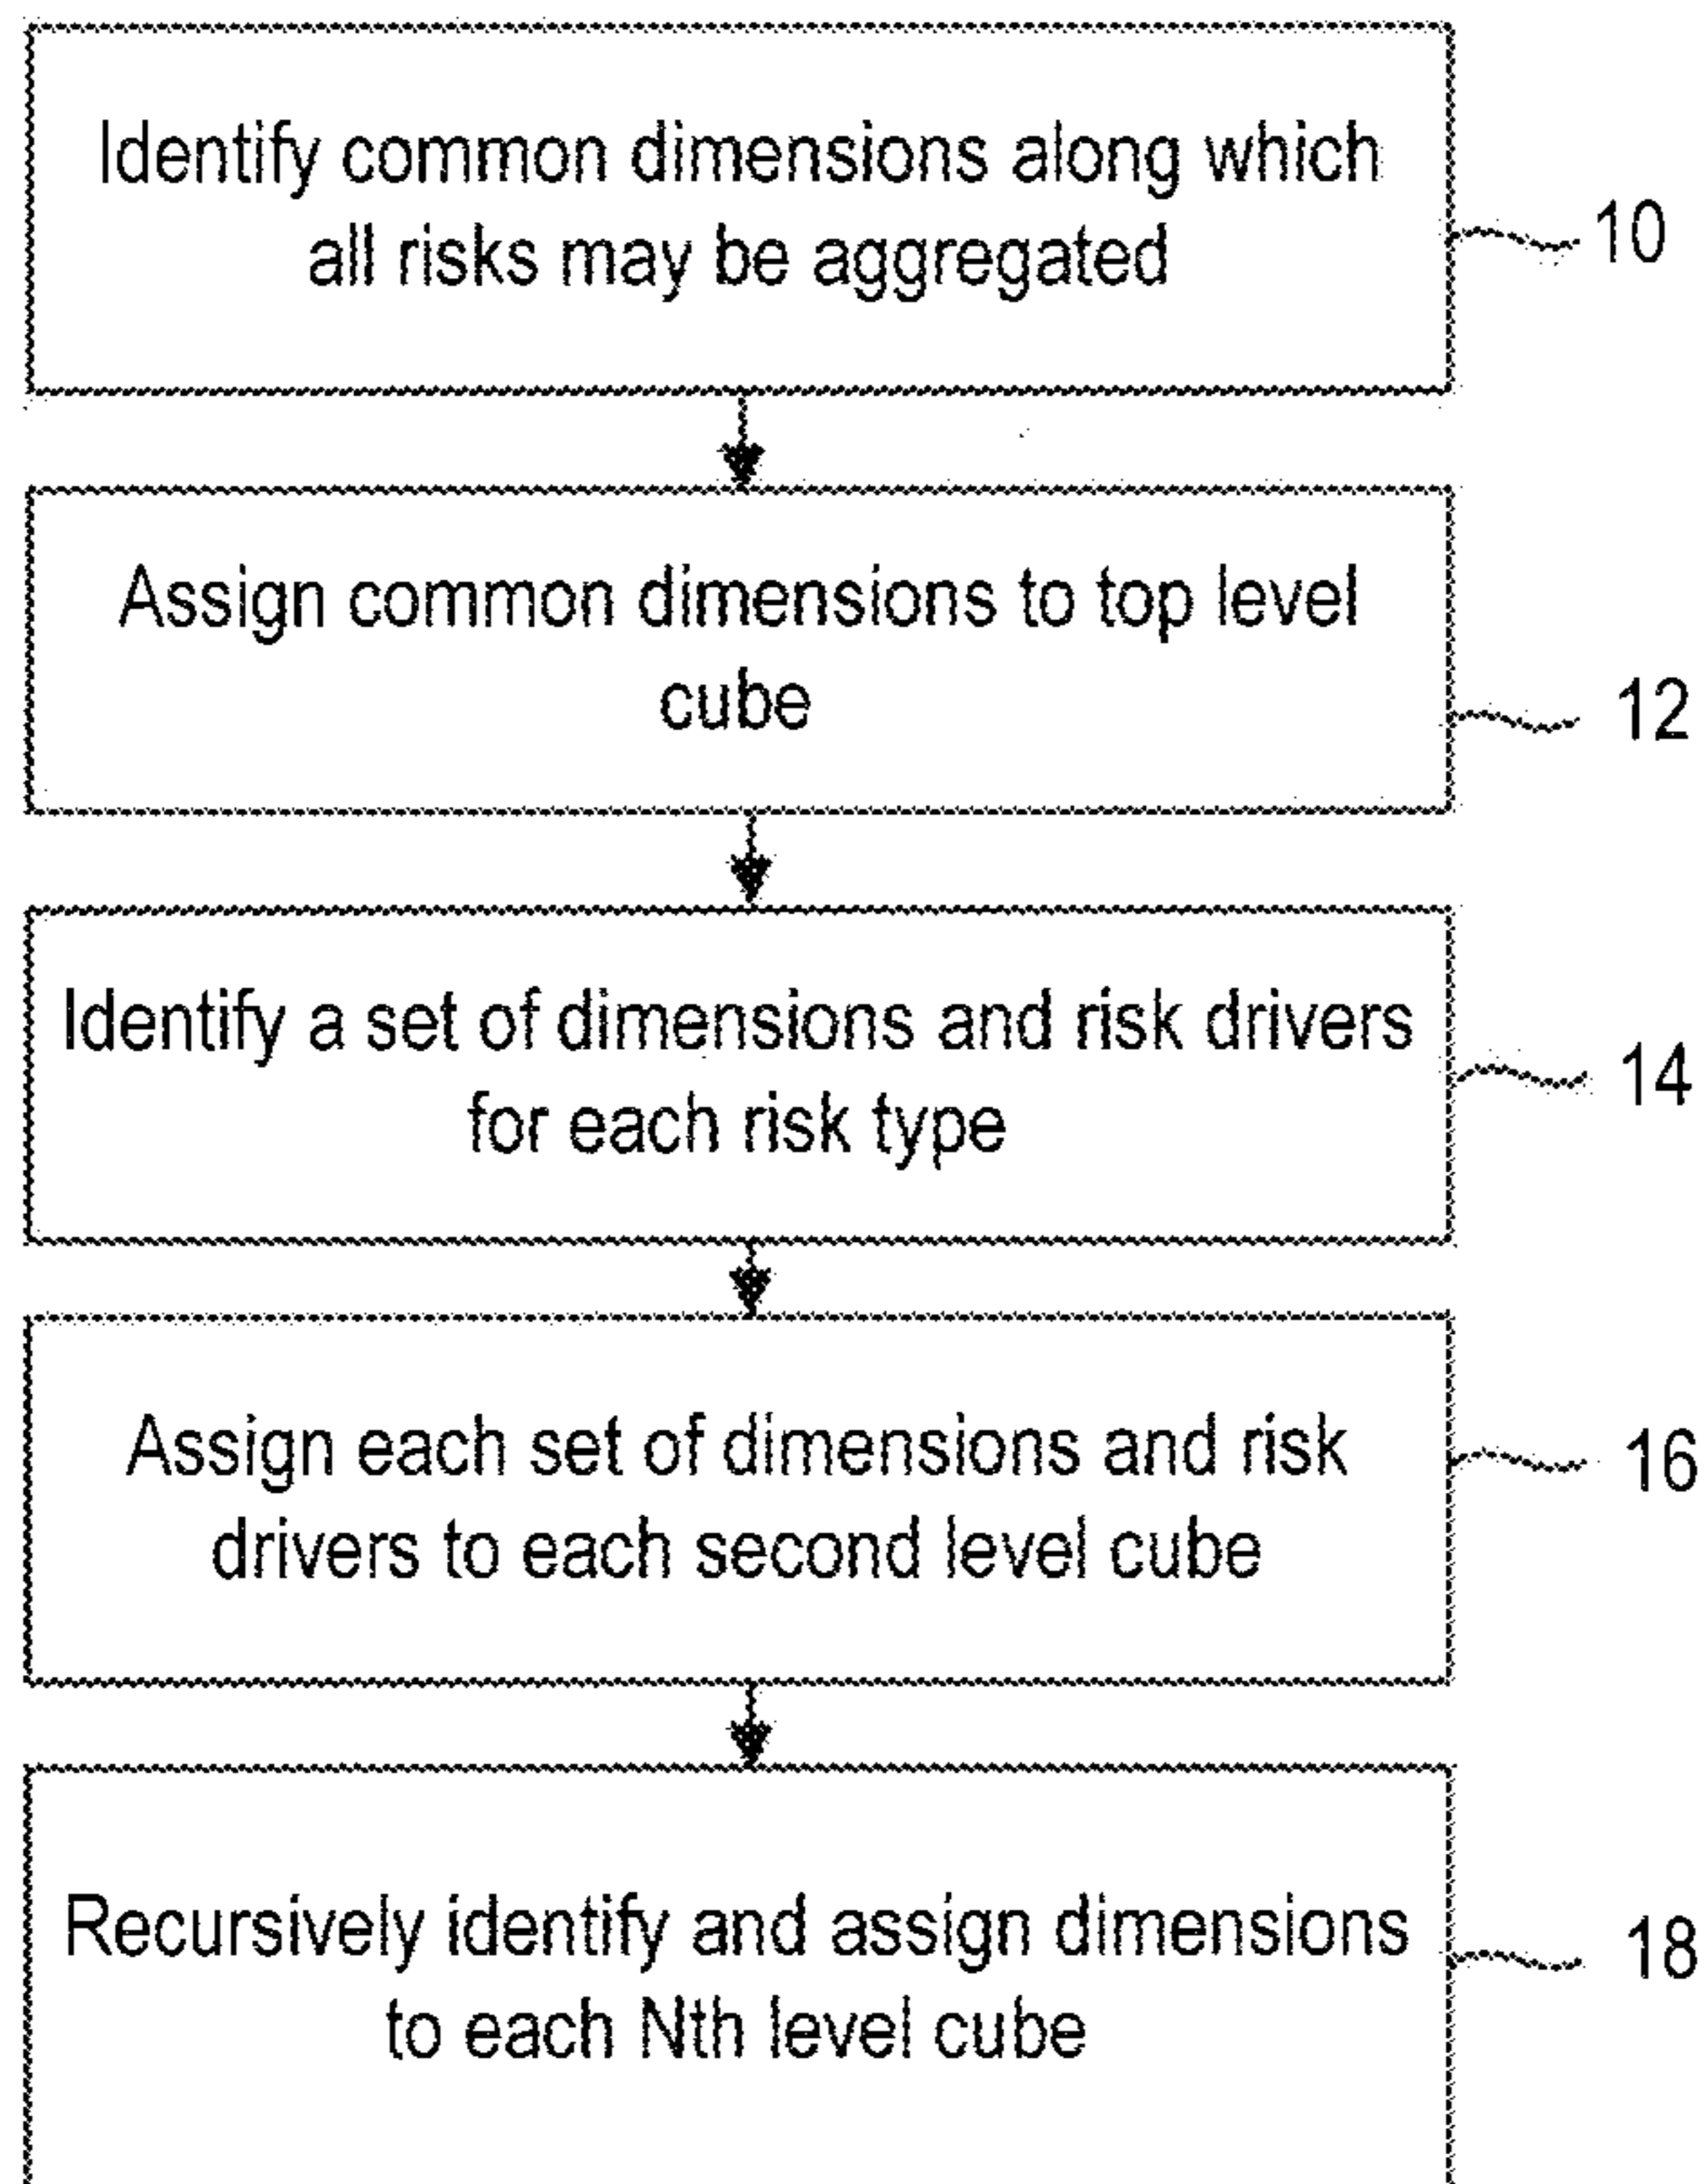 Identify common dimensions along which
all risks may be aggregated
10
Assign common dimensions to top level
cube
12
Identify a set of dimensions and risk drivers
for each risk type
14
Assign each set of dimensions and risk
drivers to each second level cube
16
Recursively identify and assign dimensions
to each Nth level cube
18